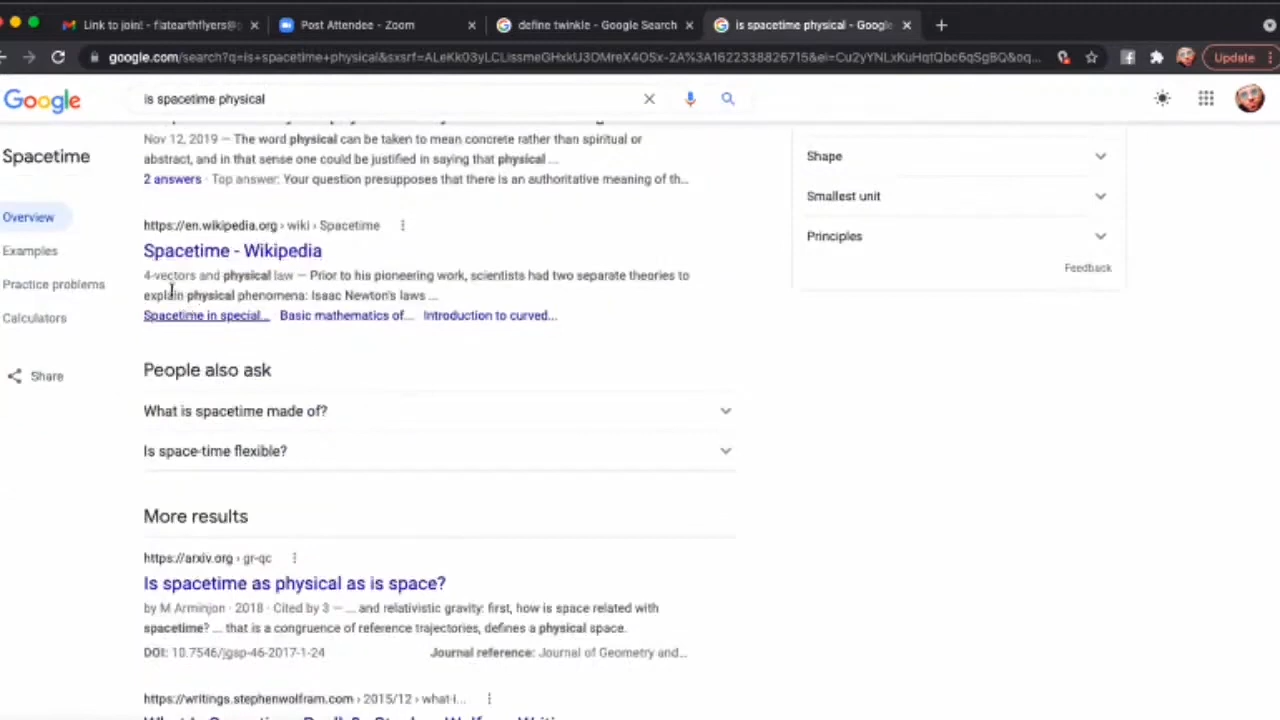 Link to join! - flatearthflyers@
Post Attendee - Zoom
define twinkle - Google Search
is spacetime physical - Google
google.com/search?q=is+spacetime+physical&sxsrf=
Update
Google
is spacetime physical
Spacetime
Nov 12, 2019 — The word physical can be taken to mean concrete rather than spiritual or
abstract, and in that sense one could be justified in saying that physical ...
2 answers · Top answer: Your question presupposes that there is an authoritative meaning of th...
Overview
Examples
Practice problems
Calculators
Share
https://en.wikipedia.org › wiki › Spacetime
Spacetime - Wikipedia
4-vectors and physical law — Prior to his pioneering work, scientists had two separate theories to
explain physical phenomena: Isaac Newton's laws ...
Spacetime in special... Basic mathematics of... Introduction to curved...
People also ask
What is spacetime made of?
Is space-time flexible?
More results
https://arxiv.org › gr-qc
Is spacetime as physical as is space?
by M Arminjon · 2018 · Cited by 3 — ... and relativistic gravity: first, how is space related with
spacetime? ... that is a congruence of reference trajectories, defines a physical space.
DOI: 10.7546/jgsp-46-2017-1-24 Journal reference: Journal of Geometry and...
https://writings.stephenwolfram.com › 2015/12 › what-i...
Shape
Smallest unit
Principles
Feedback